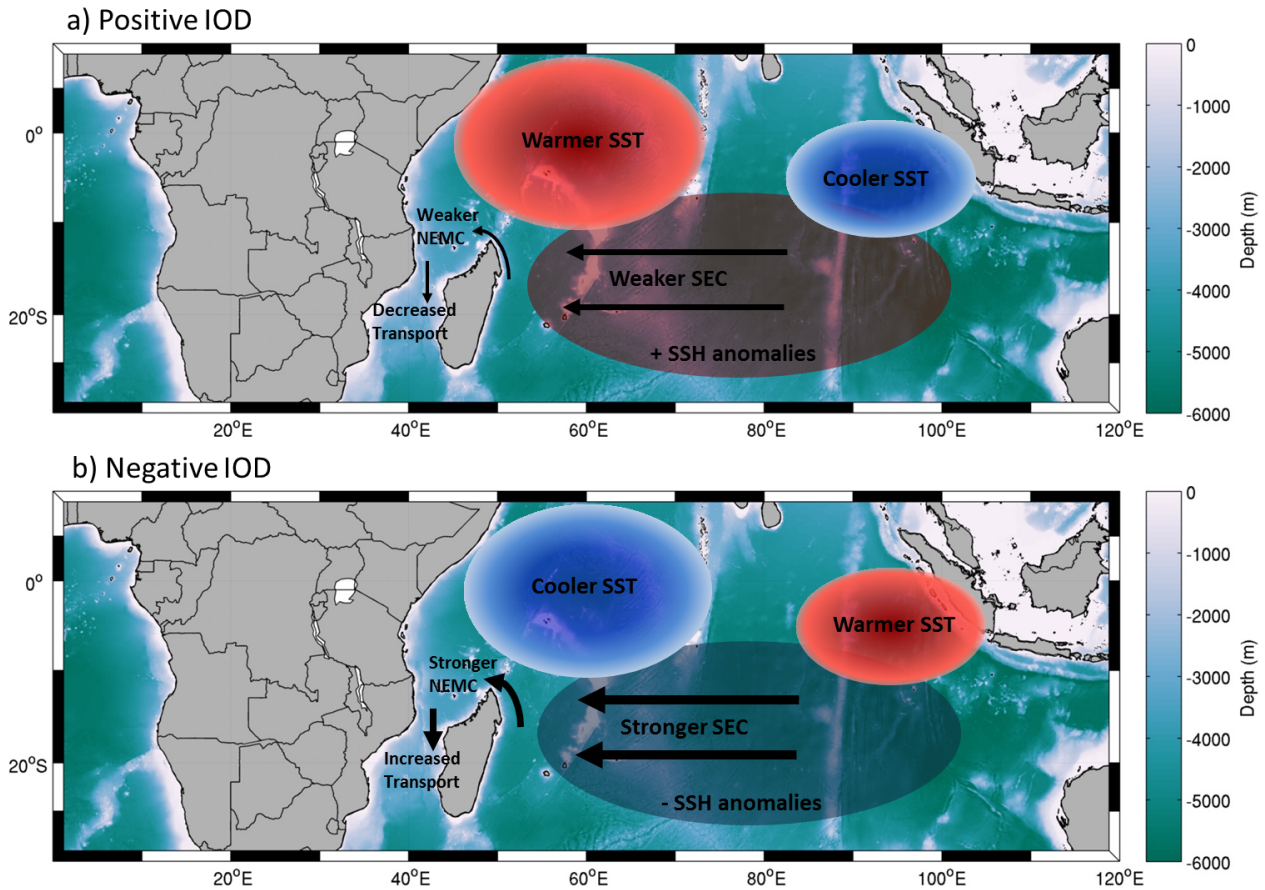 a) Positive IOD
Warmer SST
Cooler SST
Weaker
NEMC
Weaker SEC
Decreased
Transport
+ SSH anomalies
0°
20°S
20°E
40°E
60°E
80°E
100°E
120°E
0
-1000
-2000
-3000
-4000
-5000
-6000
Depth (m)
b) Negative IOD
Cooler SST
Warmer SST
Stronger
NEMC
Stronger SEC
Increased
Transport
- SSH anomalies
0°
20°S
20°E
40°E
60°E
80°E
100°E
120°E
0
-1000
-2000
-3000
-4000
-5000
-6000
Depth (m)